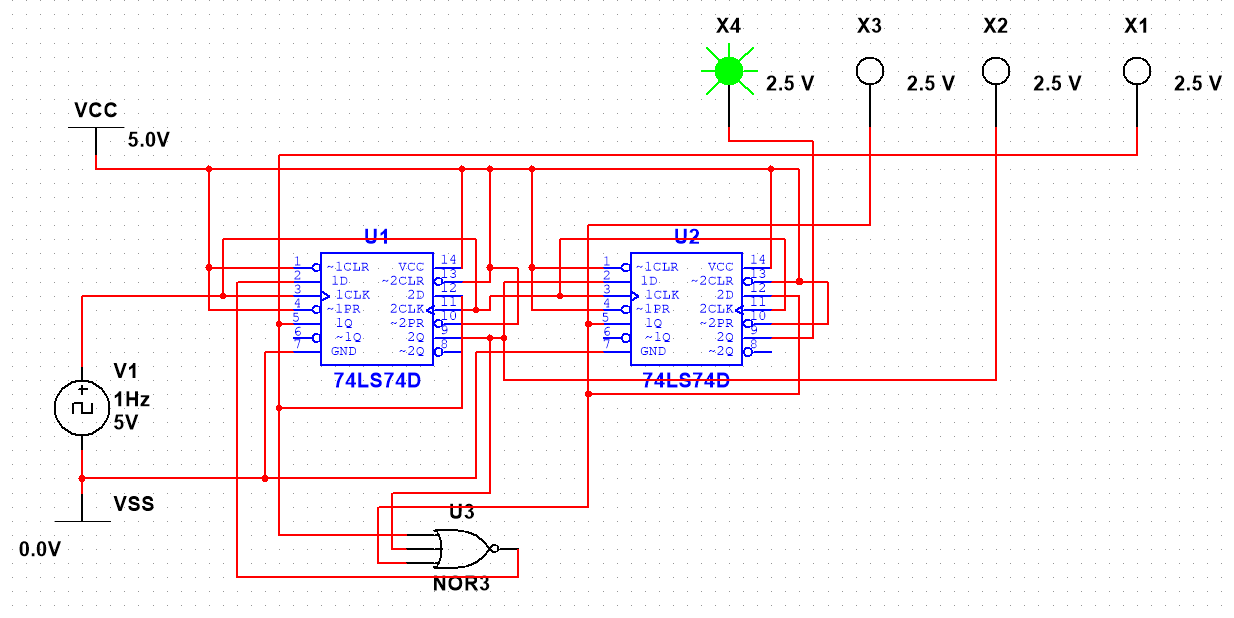 X4 X3 X2 X1
2.5 V 2.5 V 2.5 V 2.5 V
VCC
5.0V
U1 U2
1 ~1CLR VCC 14
2 1D ~2CLR 13
3 1CLK 2D 12
4 ~1PR 2CLK 11
5 1Q ~2PR 10
6 ~1Q 2Q 9
7 GND ~2Q 8
74LS74D
1 ~1CLR VCC 14
2 1D ~2CLR 13
3 1CLK 2D 12
4 ~1PR 2CLK 11
5 1Q ~2PR 10
6 ~1Q 2Q 9
7 GND ~2Q 8
74LS74D
V1
1Hz
5V
VSS
0.0V
U3
NOR3